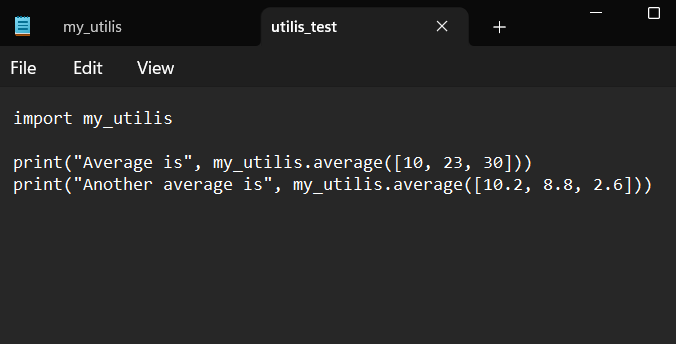 my_utilis
utilis_test
File Edit View
import my_utilis
print("Average is", my_utilis.average([10, 23, 30]))
print("Another average is", my_utilis.average([10.2, 8.8, 2.6]))